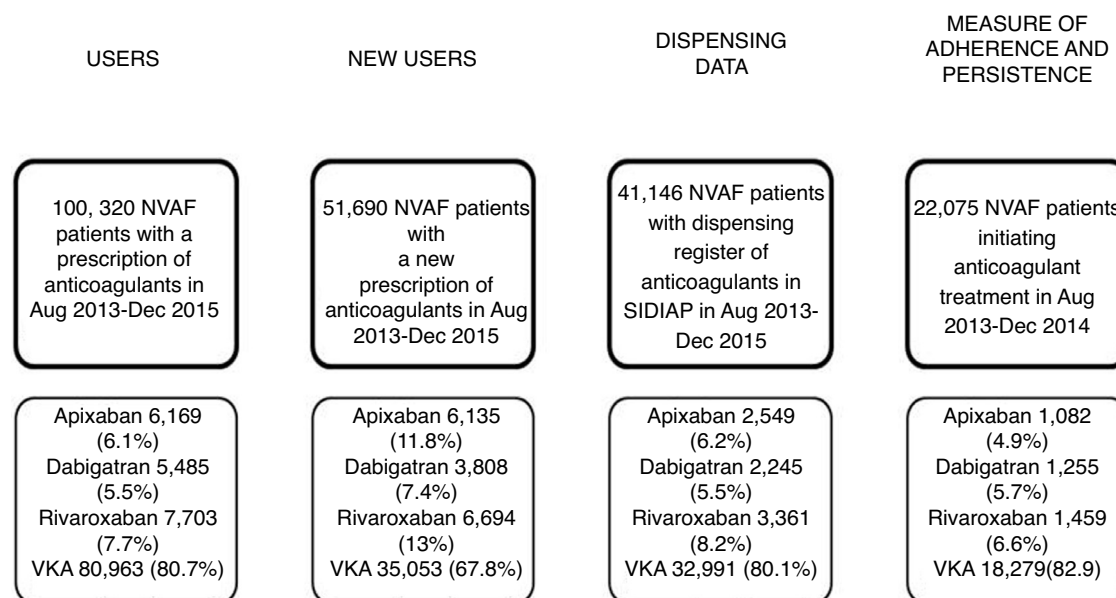 USERS
NEW USERS
DISPENSING
DATA
MEASURE OF
ADHERENCE AND
PERSISTENCE
100, 320 NVAF
patients with a
prescription of
anticoagulants in
Aug 2013-Dec 2015
51,690 NVAF patients
with
a new
prescription of
anticoagulants in Aug
2013-Dec 2015
41,146 NVAF patients
with dispensing
register of
anticoagulants in
SIDIAP in Aug 2013-
Dec 2015
22,075 NVAF patients
initiating
anticoagulant
treatment in Aug
2013-Dec 2014
Apixaban 6,169
(6.1%)
Dabigatran 5,485
(5.5%)
Rivaroxaban 7,703
(7.7%)
VKA 80,963 (80.7%)
Apixaban 6,135
(11.8%)
Dabigatran 3,808
(7.4%)
Rivaroxaban 6,694
(13%)
VKA 35,053 (67.8%)
Apixaban 2,549
(6.2%)
Dabigatran 2,245
(5.5%)
Rivaroxaban 3,361
(8.2%)
VKA 32,991 (80.1%)
Apixaban 1,082
(4.9%)
Dabigatran 1,255
(5.7%)
Rivaroxaban 1,459
(6.6%)
VKA 18,279(82.9)